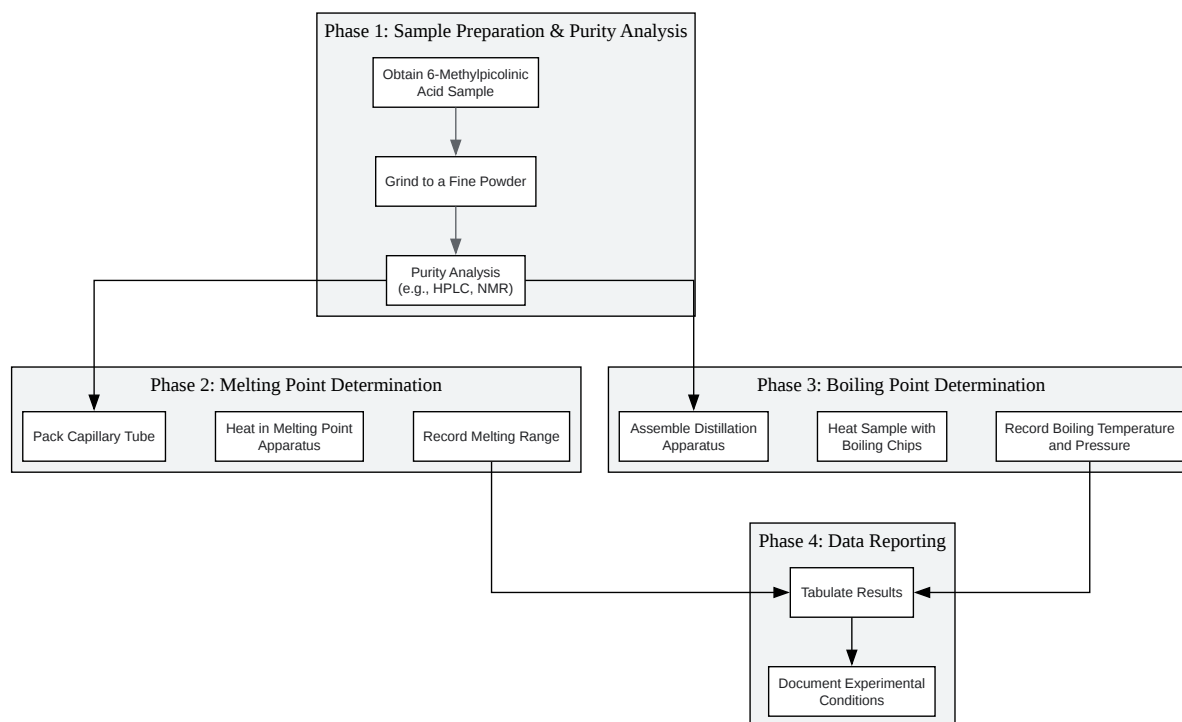 Phase 1: Sample Preparation & Purity Analysis
Obtain 6-Methylpicolinic
Acid Sample
Grind to a Fine Powder
Purity Analysis
(e.g., HPLC, NMR)
Phase 2: Melting Point Determination
Pack Capillary Tube
Heat in Melting Point
Apparatus
Record Melting Range
Phase 3: Boiling Point Determination
Assemble Distillation
Apparatus
Heat Sample with
Boiling Chips
Record Boiling Temperature
and Pressure
Phase 4: Data Reporting
Tabulate Results
Document Experimental
Conditions